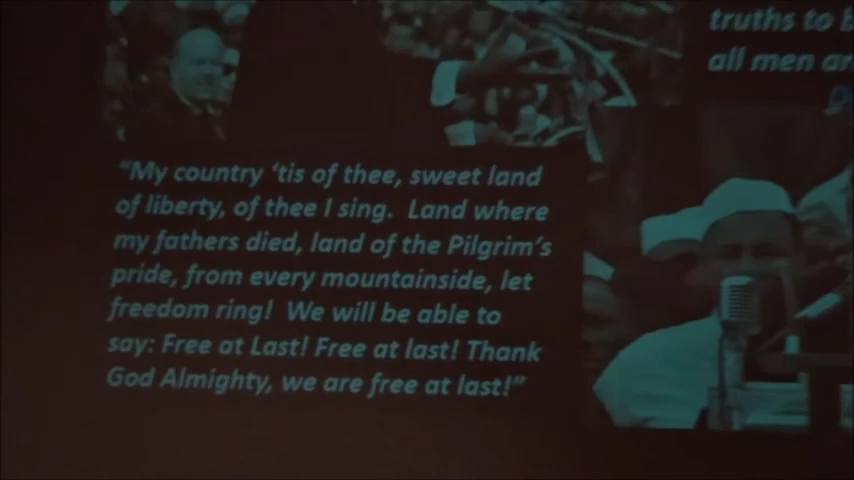 truths to b
all men ar
"My country 'tis of thee, sweet land
of liberty, of thee I sing. Land where
my fathers died, land of the Pilgrim's
pride, from every mountainside, let
freedom ring! We will be able to
say: Free at Last! Free at last! Thank
God Almighty, we are free at last!"